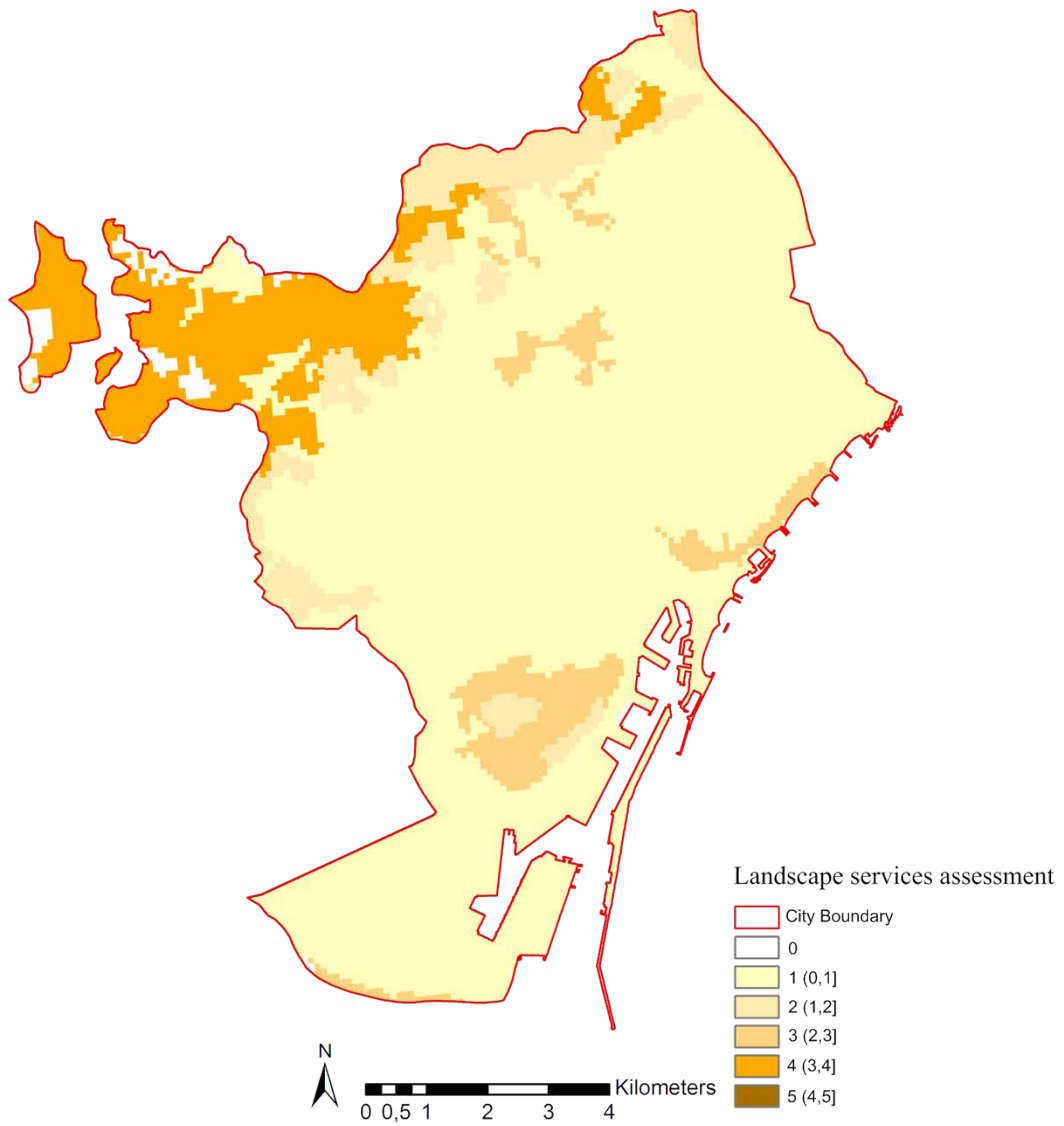 Landscape services assessment
City Boundary
0
1 (0,1]
2 (1,2]
3 (2,3]
4 (3,4]
5 (4,5]
N
Kilometers
0 0,5 1 2 3 4